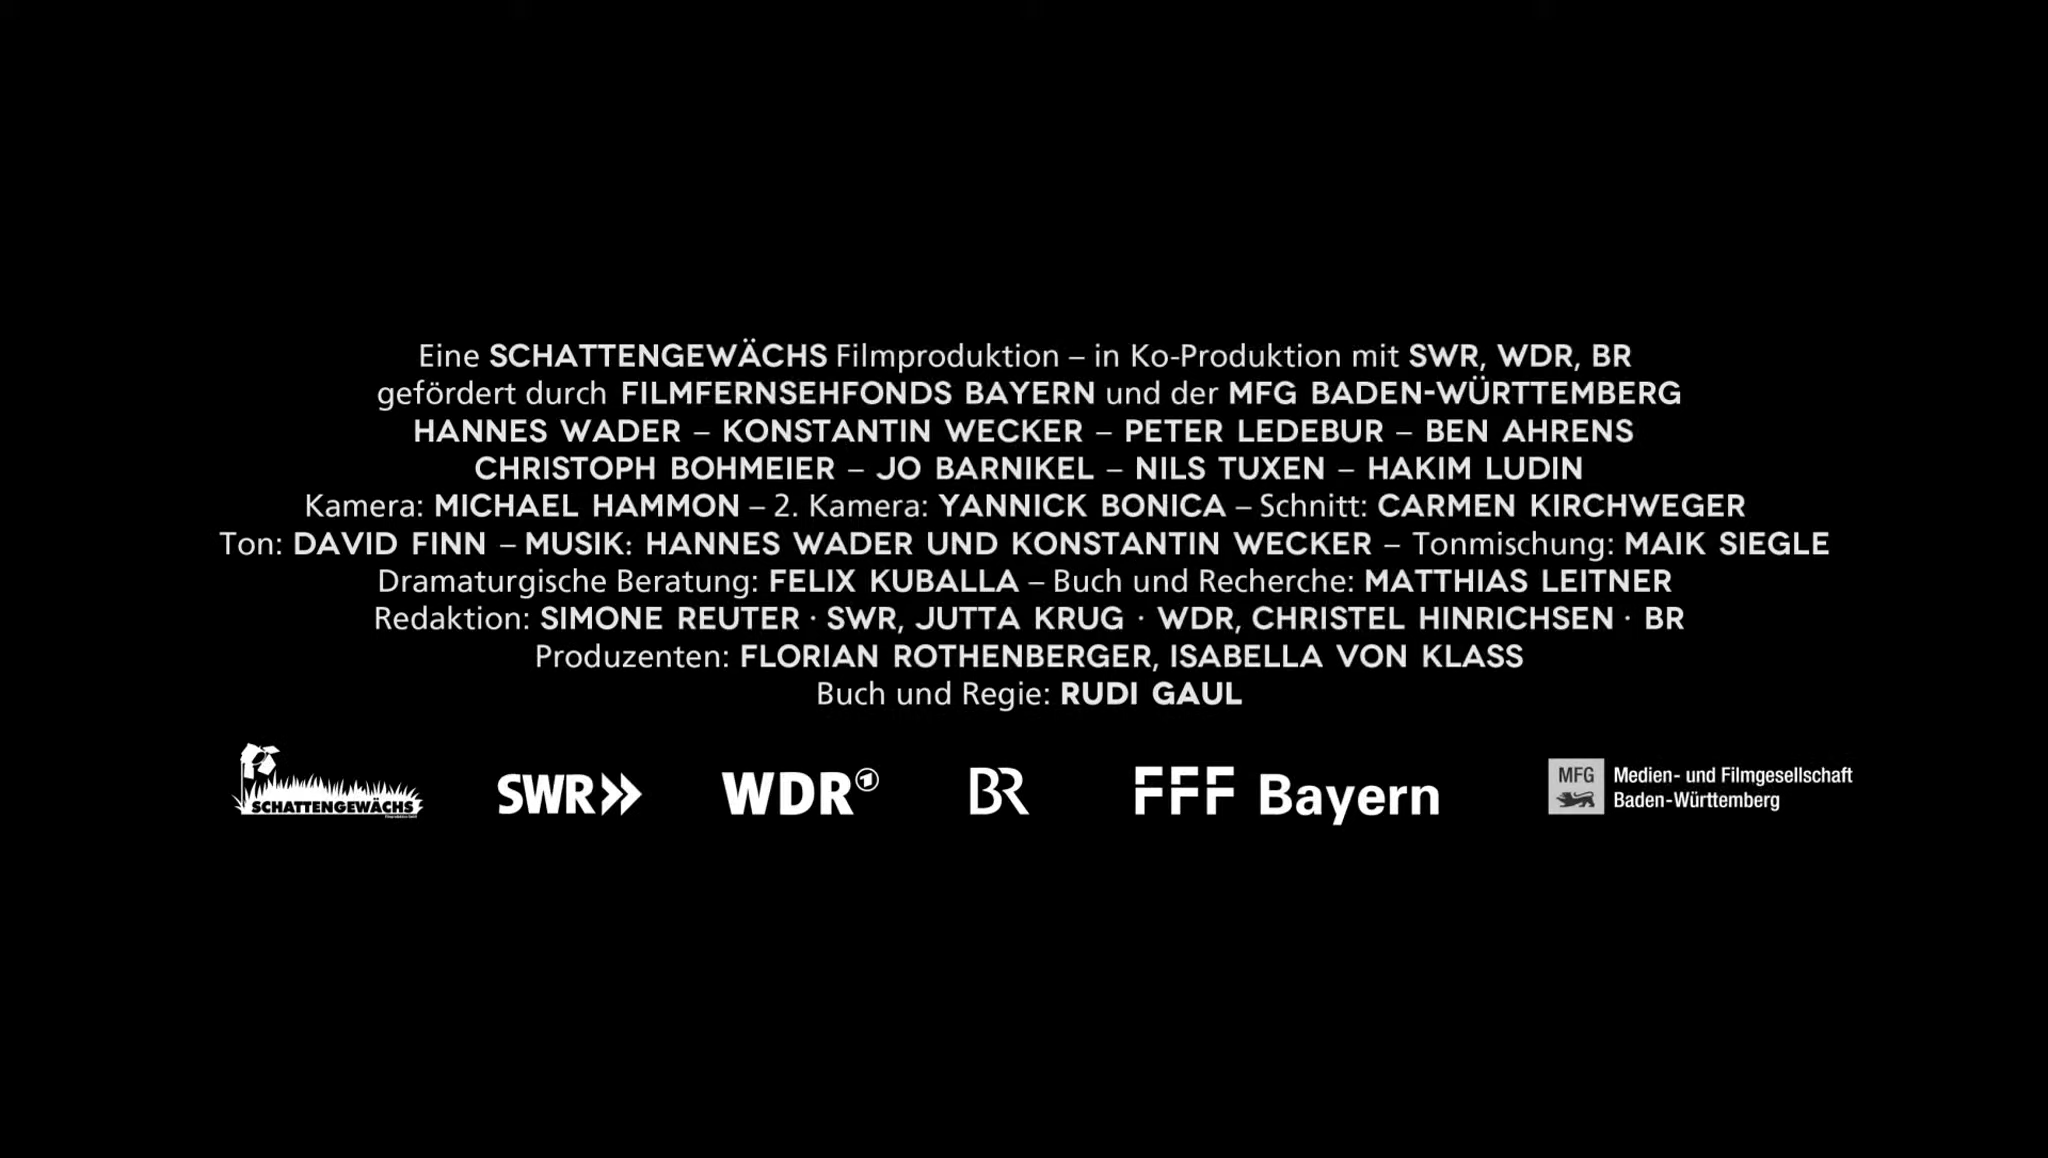 Eine SCHATTENGEWÄCHS Filmproduktion – in Ko-Produktion mit SWR, WDR, BR
gefördert durch FILMFERNSEHFONDS BAYERN und der MFG BADEN-WÜRTTEMBERG
HANNES WADER – KONSTANTIN WECKER – PETER LEDEBUR – BEN AHRENS
CHRISTOPH BOHMEIER – JO BARNIKEL – NILS TUXEN – HAKIM LUDIN
Kamera: MICHAEL HAMMON – 2. Kamera: YANNICK BONICA – Schnitt: CARMEN KIRCHWEGER
Ton: DAVID FINN – MUSIK: HANNES WADER UND KONSTANTIN WECKER – Tonmischung: MAIK SIEGLE
Dramaturgische Beratung: FELIX KUBALLA – Buch und Recherche: MATTHIAS LEITNER
Redaktion: SIMONE REUTER · SWR, JUTTA KRUG · WDR, CHRISTEL HINRICHSEN · BR
Produzenten: FLORIAN ROTHENBERGER, ISABELLA VON KLASS
Buch und Regie: RUDI GAUL
SCHATTENGEWÄCHS
SWR
WDR
BR
FFF Bayern
MFG
Medien- und Filmgesellschaft
Baden-Württemberg